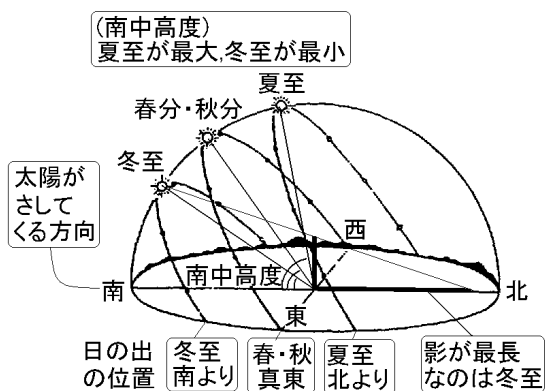 (南中高度)
夏至が最大,冬至が最小
夏至
春分・秋分
冬至
太陽が
さして
くる方向
西
南中高度
南
北
東
日の出
の位置
冬至
南より
春・秋
真東
夏至
北より
影が最長
なのは冬至